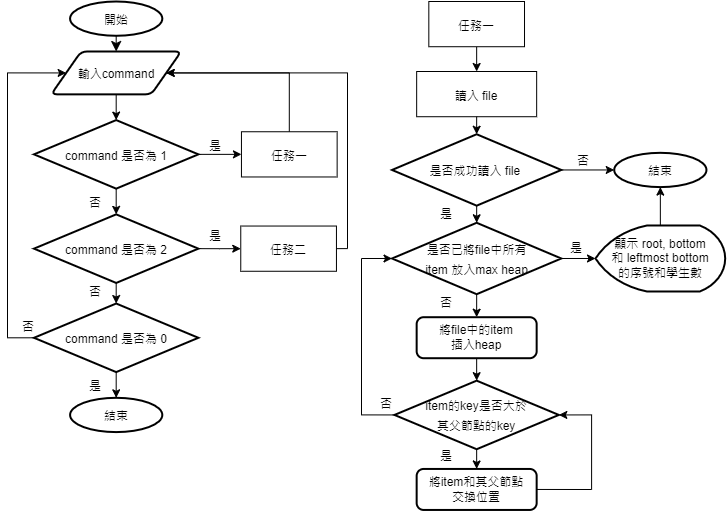 開始
輸入command
command 是否為 1
是
任務一
否
command 是否為 2
是
任務二
否
command 是否為 0
否
是
結束
任務一
讀入 file
是否成功讀入 file
否
結束
是
是否已將file中所有
item 放入max heap
是
顯示 root, bottom
和 leftmost bottom
的序號和學生數
否
將file中的item
插入heap
item的key是否大於
其父節點的key
否
是
將item和其父節點
交換位置